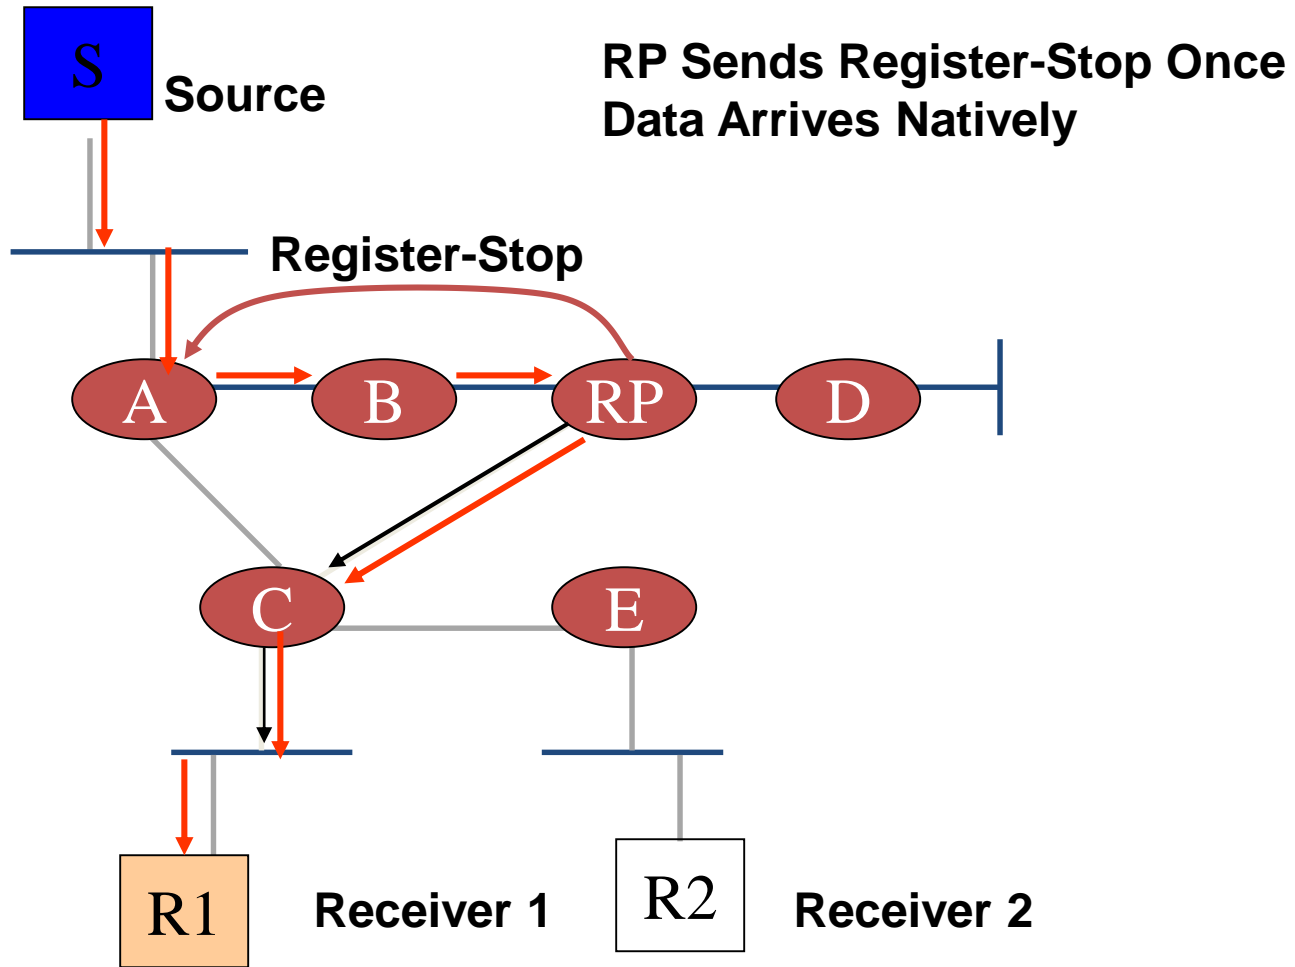 S
Source
RP Sends Register-Stop Once
Data Arrives Natively
Register-Stop
A
B
RP
D
C
E
R1
Receiver 1
R2
Receiver 2